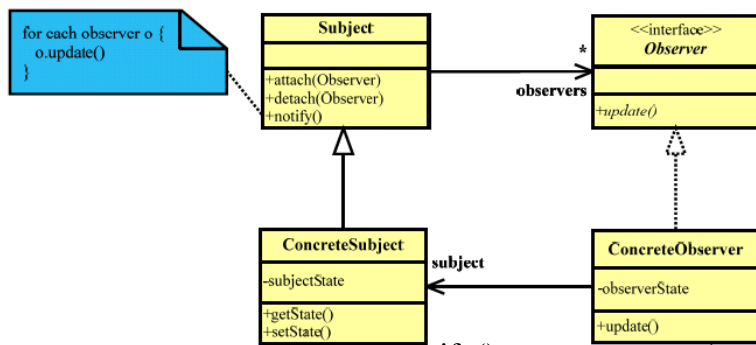 for each observer o {
o.update()
}
Subject
+attach(Observer)
+detach(Observer)
+notify()
*
observers
<<interface>>
Observer
+update()
ConcreteSubject
-subjectState
+getState()
+setState()
subject
ConcreteObserver
-observerState
+update()